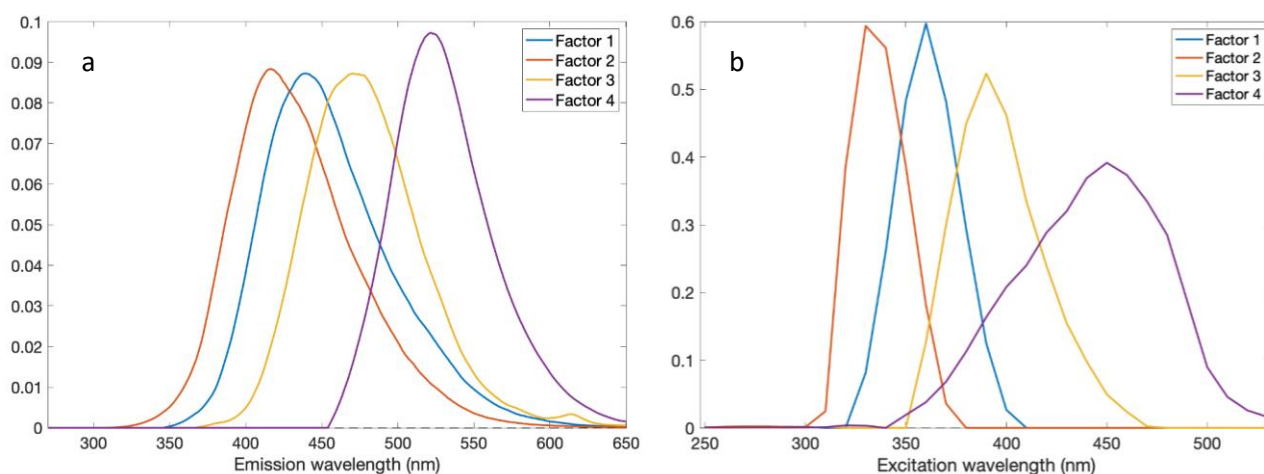 a
0.1
0.09
0.08
0.07
0.06
0.05
0.04
0.03
0.02
0.01
0
300 350 400 450 500 550 600 650
Emission wavelength (nm)
Factor 1
Factor 2
Factor 3
Factor 4
b
0.6
0.5
0.4
0.3
0.2
0.1
0
250 300 350 400 450 500
Excitation wavelength (nm)
Factor 1
Factor 2
Factor 3
Factor 4